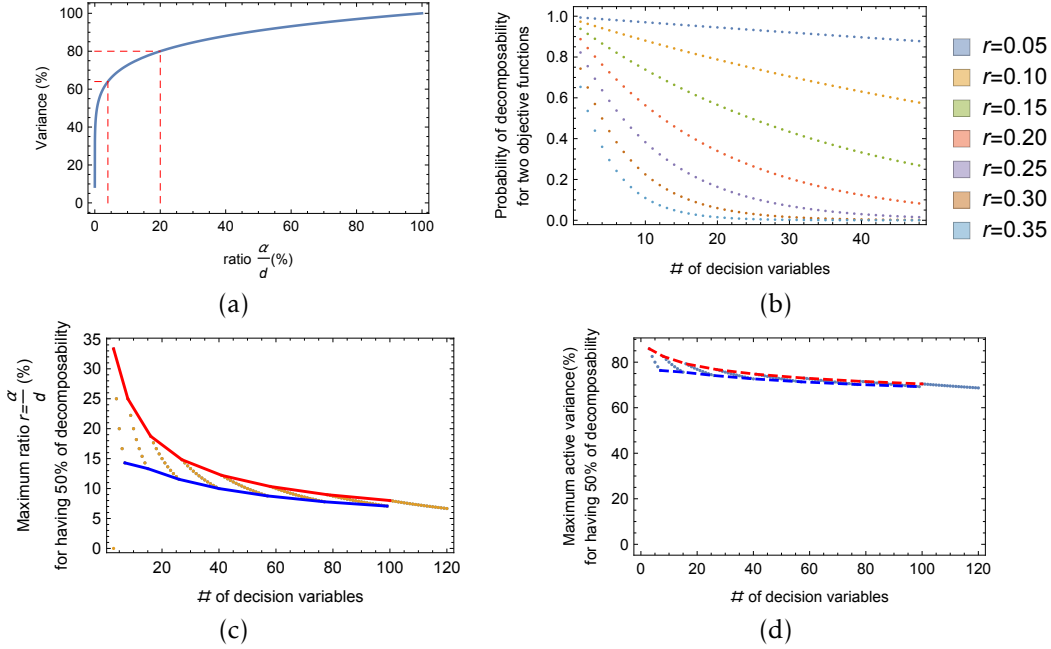 Variance (%)
100
80
60
40
20
0
0 20 40 60 80 100
ratio α/d (%)
(a)
Probability of decomposability
for two objective functions
1.0
0.8
0.6
0.4
0.2
0.0
10 20 30 40
# of decision variables
(b)
r=0.05
r=0.10
r=0.15
r=0.20
r=0.25
r=0.30
r=0.35
Maximum ratio r=α/d (%)
for having 50% of decomposability
35
30
25
20
15
10
5
0
20 40 60 80 100 120
# of decision variables
(c)
Maximum active variance(%)
for having 50% of decomposability
80
60
40
20
0
0 20 40 60 80 100 120
# of decision variables
(d)